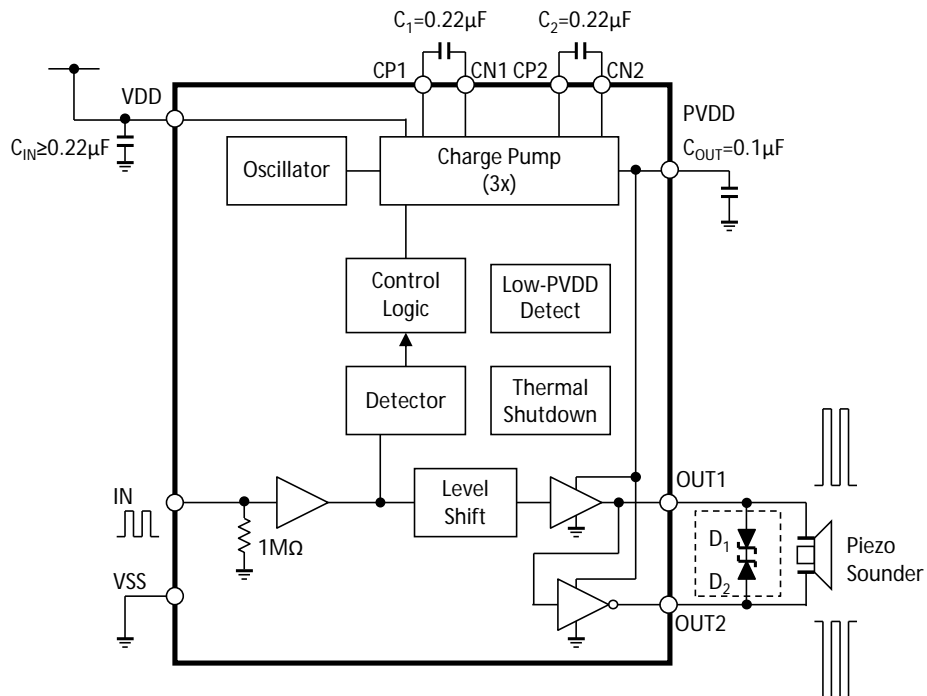 C1=0.22µF
C2=0.22µF
CP1
CN1
CP2
CN2
VDD
PVDD
CIN≥0.22µF
COUT=0.1µF
Oscillator
Charge Pump
(3x)
Control
Logic
Low-PVDD
Detect
Detector
Thermal
Shutdown
IN
Level
Shift
OUT1
1MΩ
D1
D2
Piezo
Sounder
VSS
OUT2